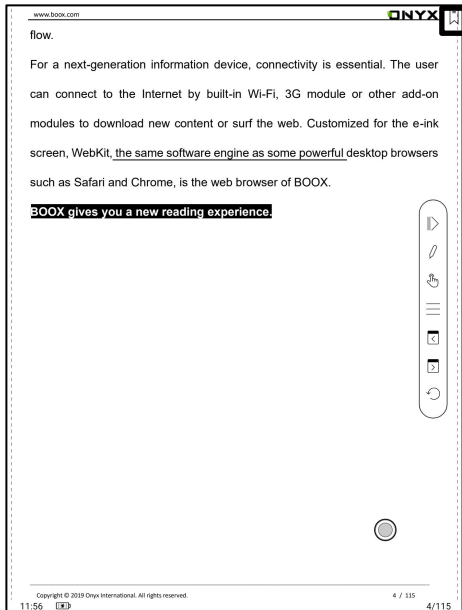 www.boox.com
ONYX
flow.
For a next-generation information device, connectivity is essential. The user
can connect to the Internet by built-in Wi-Fi, 3G module or other add-on
modules to download new content or surf the web. Customized for the e-ink
screen, WebKit, the same software engine as some powerful desktop browsers
such as Safari and Chrome, is the web browser of BOOX.
BOOX gives you a new reading experience.
Copyright © 2019 Onyx International. All rights reserved.
4 / 115
11:56
4/115